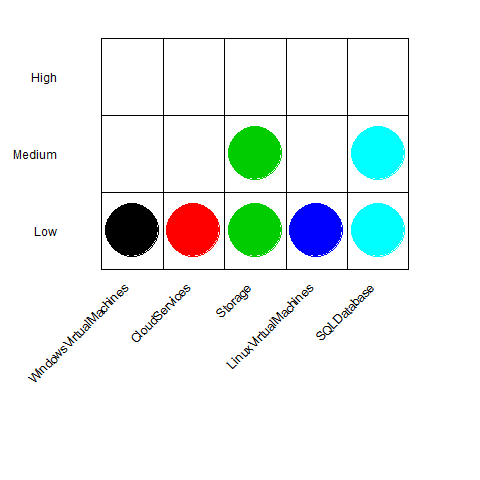 High
Medium
Low
WindowsVirtualMachines
CloudServices
Storage
LinuxVirtualMachines
SQLDatabase